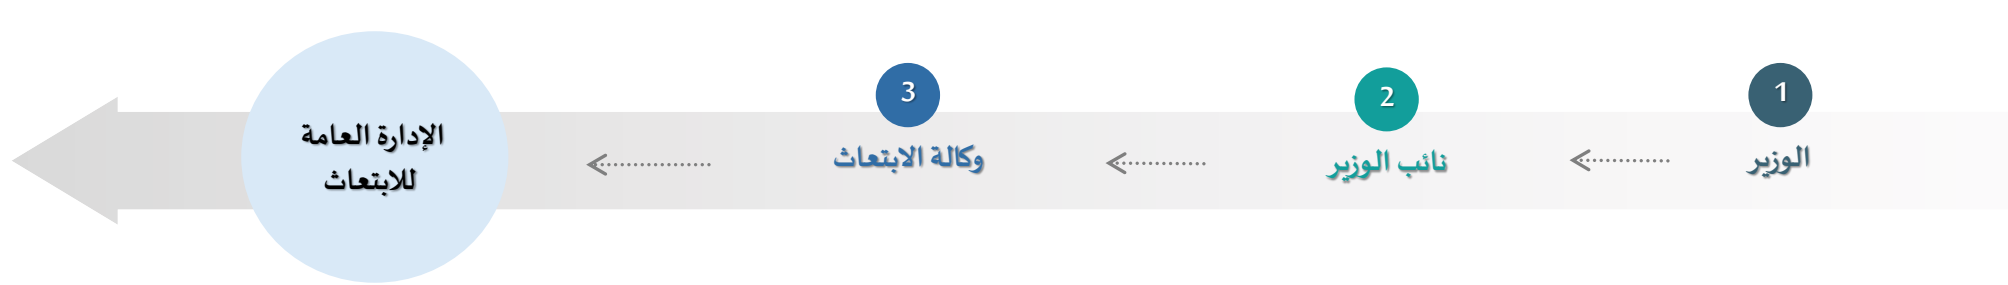 1
الوزير
2
نائب الوزير
3
وكالة الابتعاث
الإدارة العامة
للابتعاث